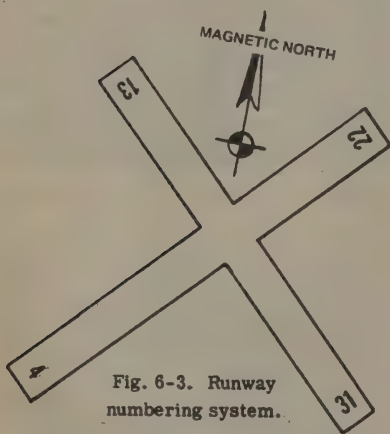 MAGNETIC NORTH
13
22
4
31
Fig. 6-3. Runway
numbering system.